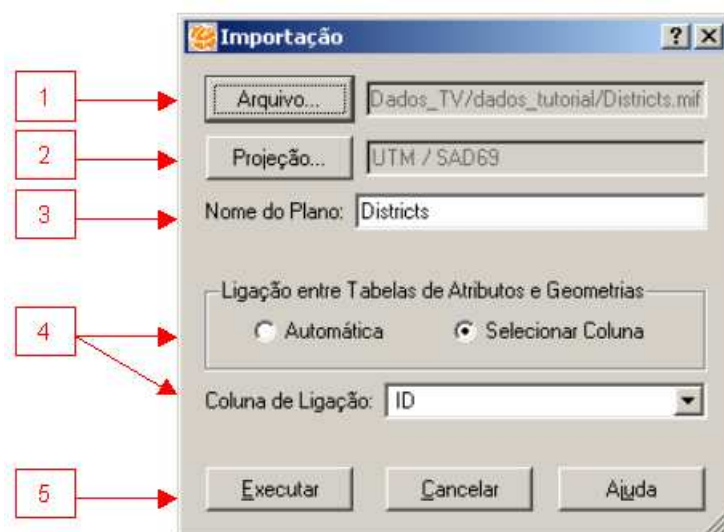 Importação
1
Arquivo... Dados_TV/dados_tutorial/Districts.mif
2
Projeção... UTM / SAD69
3
Nome do Plano: Districts
Ligação entre Tabelas de Atributos e Geometrias
4
Automática Selecionar Coluna
Coluna de Ligação: ID
5
Executar Cancelar Ajuda